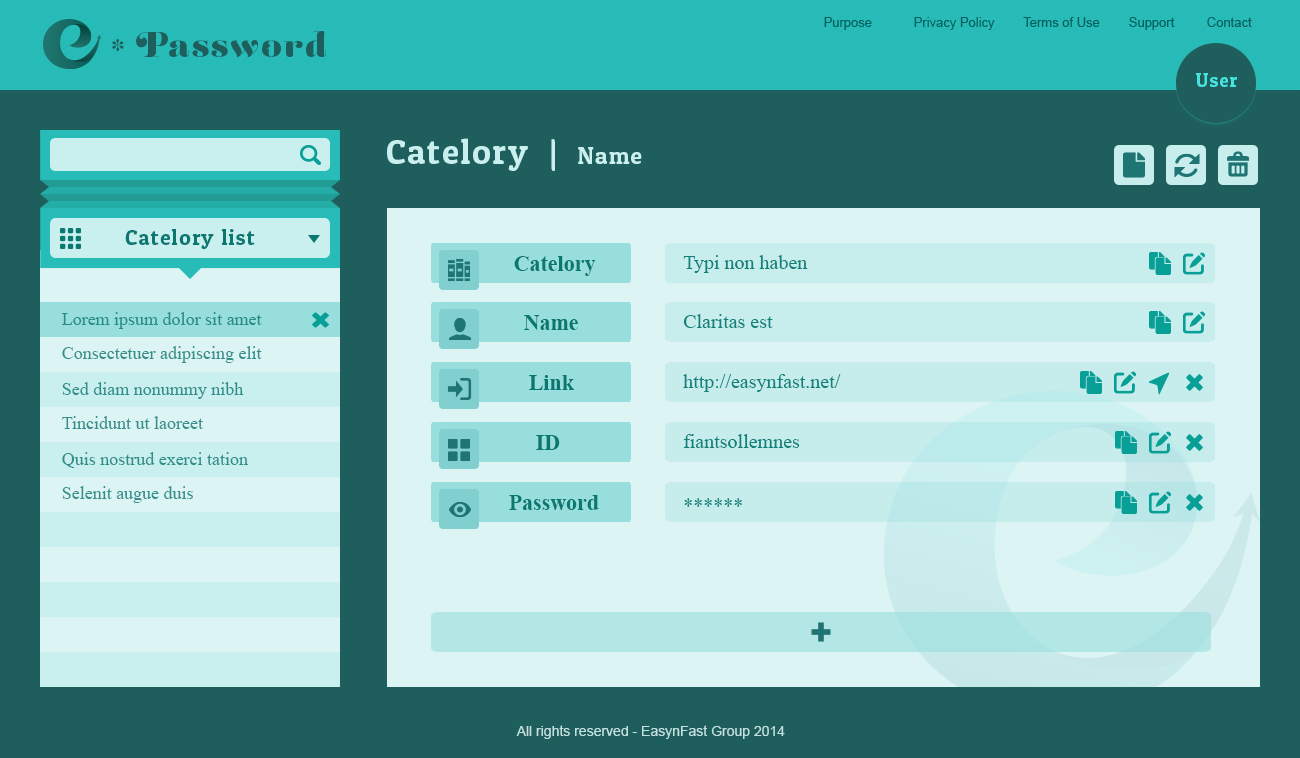 Purpose Privacy Policy Terms of Use Support Contact
e * Password
User
Catelory | Name
Catelory list
Lorem ipsum dolor sit amet
Consectetuer adipiscing elit
Sed diam nonummy nibh
Tincidunt ut laoreet
Quis nostrud exerci tation
Selenit augue duis
Catelory Typi non haben
Name Claritas est
Link http://easynfast.net/
ID fiantsollemnes
Password ******
All rights reserved - EasynFast Group 2014